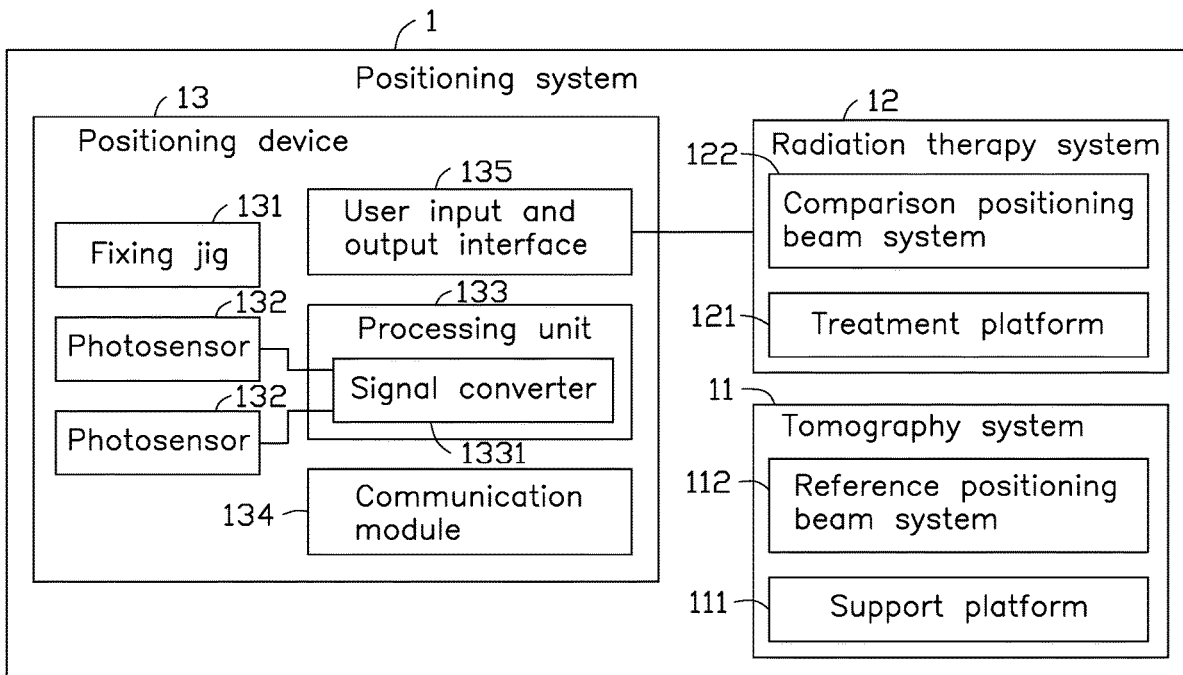 1
Positioning system
13
Positioning device
135
User input and
output interface
131
Fixing jig
132
Photosensor
132
Photosensor
133
Processing unit
Signal converter
1331
134
Communication
module
12
Radiation therapy system
122
Comparison positioning
beam system
121
Treatment platform
11
Tomography system
112
Reference positioning
beam system
111
Support platform